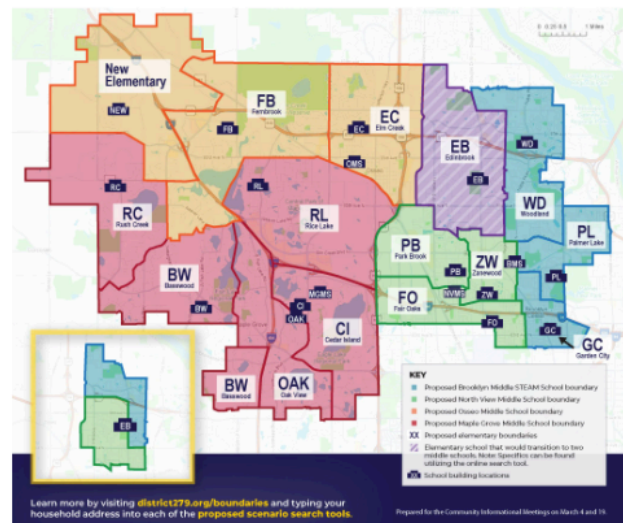 New
Elementary
NEW
FB
Fernbrook
FB
EC
Elm Creek
EC
OMS
EB
Edinbrook
EB
WD
WD
Woodland
PL
Palmer Lake
PL
RC
RC
Rush Creek
RL
RL
Rice Lake
BW
Basswood
BW
PB
Park Brook
PB
ZW
Zanewood
ZW
BMS
NVMS
FO
Fair Oaks
FO
MGMS
CI
OAK
CI
Cedar Island
GC
GC
Garden City
BW
Basswood
OAK
Oak View
EB
KEY
Proposed Brooklyn Middle STEAM School boundary
Proposed North View Middle School boundary
Proposed Osseo Middle School boundary
Proposed Maple Grove Middle School boundary
XX Proposed elementary boundaries
Elementary school that would transition to two
middle schools. Note: Specifics can be found
utilizing the online search tool.
School building locations
Learn more by visiting district279.org/boundaries and typing your
household address into each of the proposed scenario search tools.
Prepared for the Community Informational Meetings on March 4 and 19.